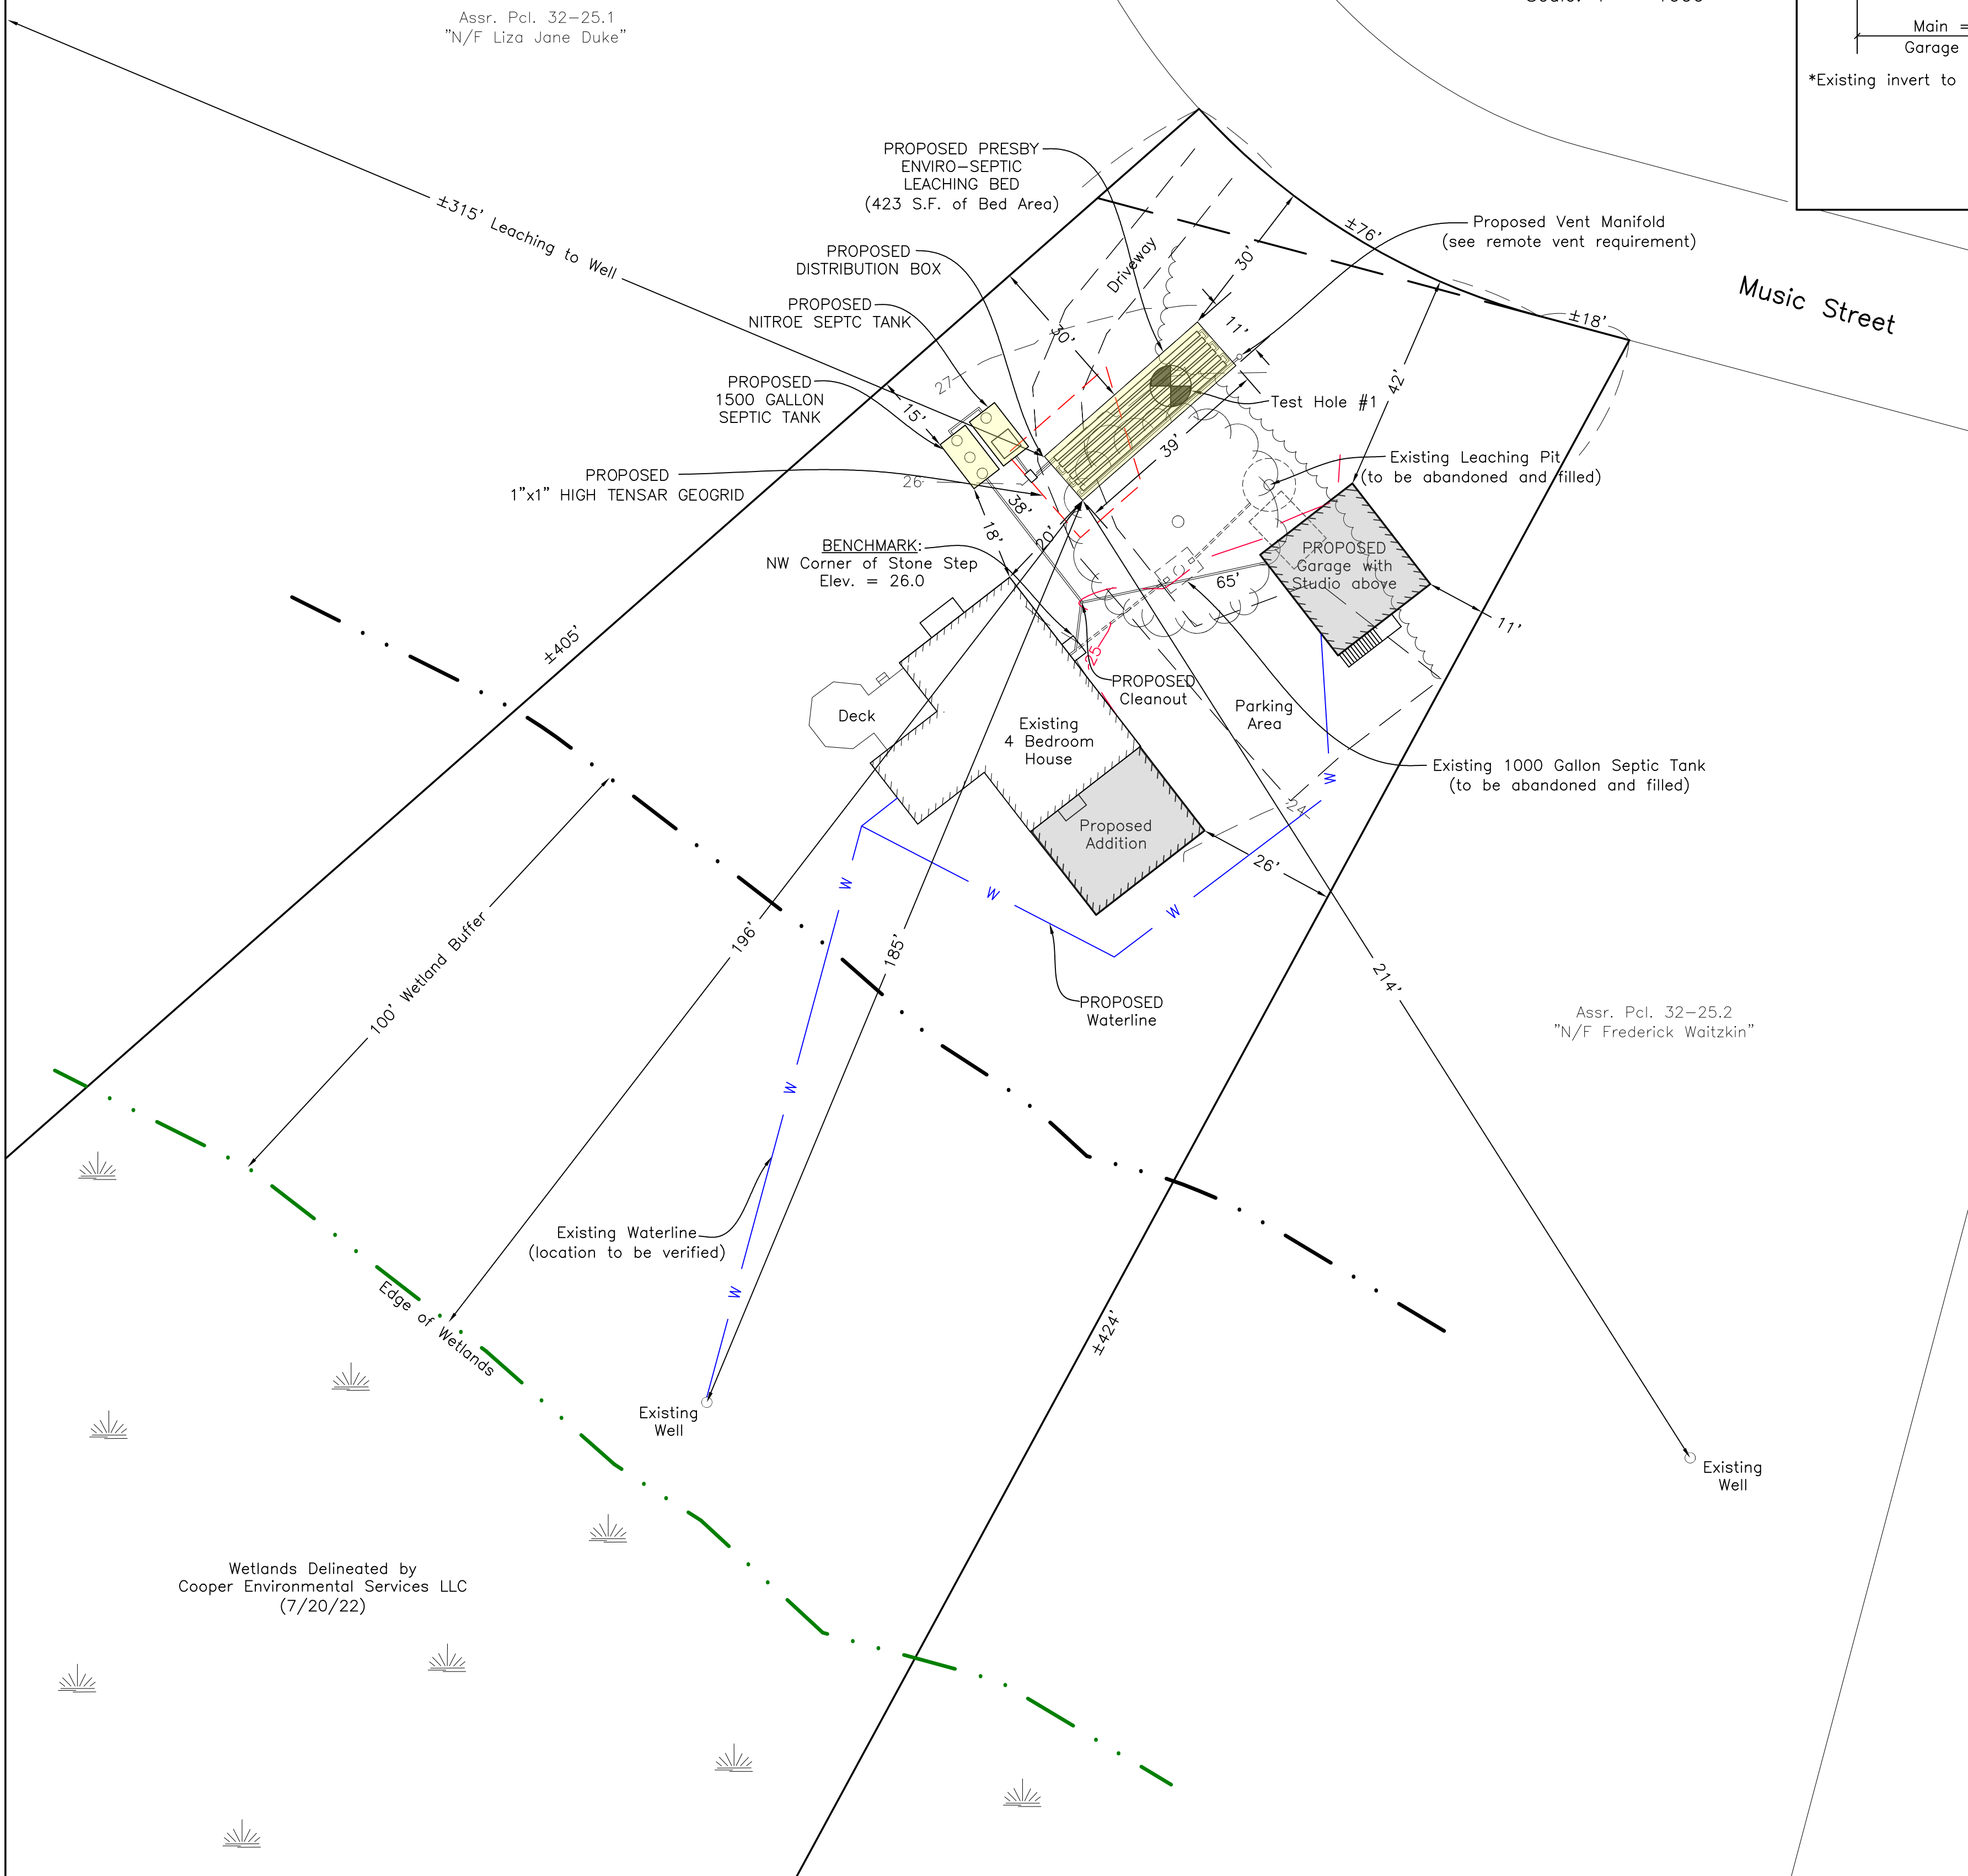 Assr. Pcl. 32-25.1
"N/F Liza Jane Duke"
Main =
Garage
*Existing invert to
±315' Leaching to Well
PROPOSED PRESBY
ENVIRO-SEPTIC
LEACHING BED
(423 S.F. of Bed Area)
PROPOSED
DISTRIBUTION BOX
PROPOSED
NITROE SEPTC TANK
PROPOSED
1500 GALLON
SEPTIC TANK
PROPOSED
1"x1" HIGH TENSAR GEOGRID
BENCHMARK:
NW Corner of Stone Step
Elev. = 26.0
Driveway
30'
±76'
Proposed Vent Manifold
(see remote vent requirement)
Music Street
±18'
30'
11'
27
15'
42'
Test Hole #1
39'
26
38'
18'
20'
Existing Leaching Pit
(to be abandoned and filled)
PROPOSED
Garage with
Studio above
65'
11'
25
PROPOSED
Cleanout
Parking
Area
±405'
Deck
Existing
4 Bedroom
House
Existing 1000 Gallon Septic Tank
(to be abandoned and filled)
W
24
Proposed
Addition
26'
W
W
W
100' Wetland Buffer
196'
185'
214'
PROPOSED
Waterline
Assr. Pcl. 32-25.2
"N/F Frederick Waitzkin"
W
Existing Waterline
(location to be verified)
W
Edge of Wetlands
±424'
Existing
Well
Existing
Well
Wetlands Delineated by
Cooper Environmental Services LLC
(7/20/22)